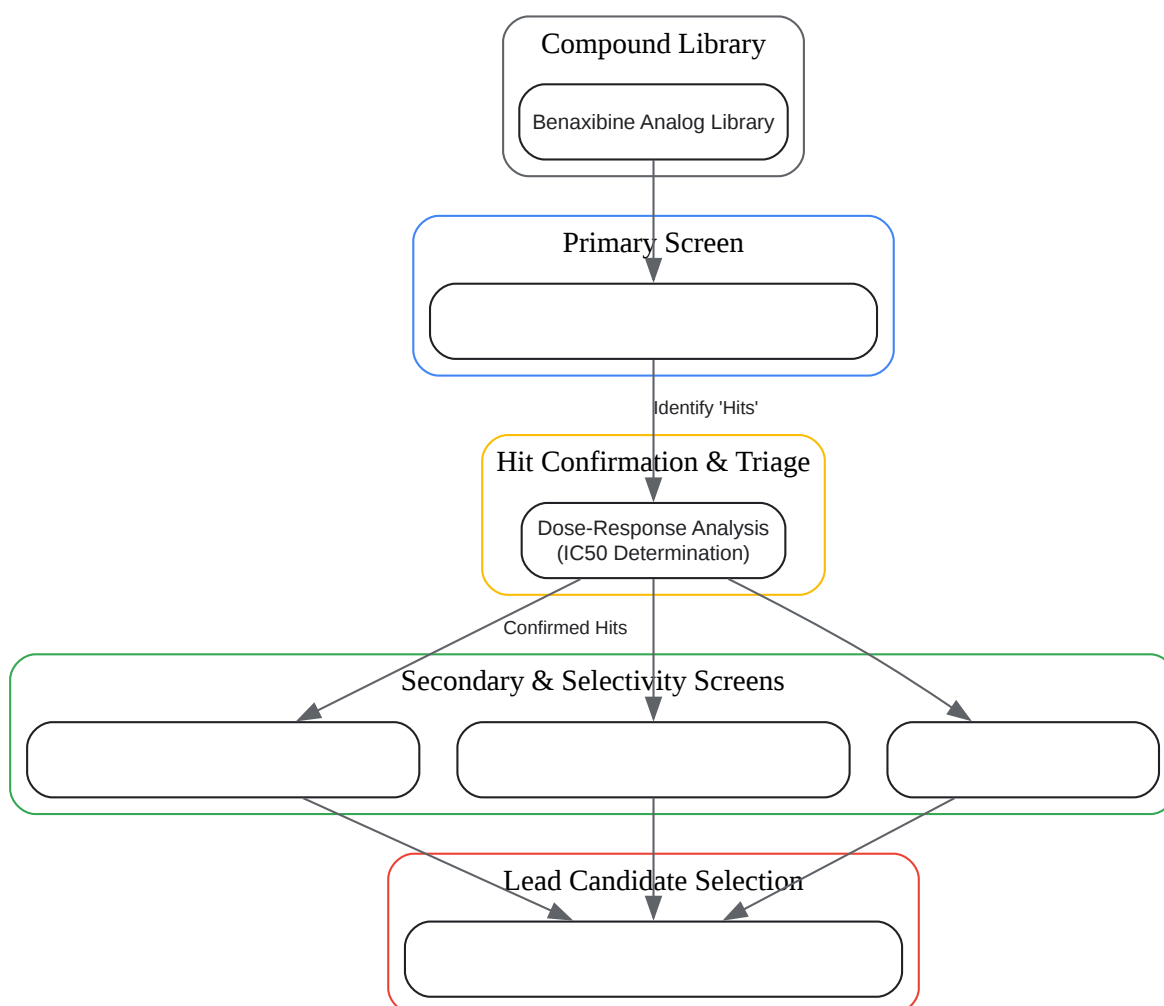 Compound Library
Benaxibine Analog Library
Primary Screen
Identify 'Hits'
Hit Confirmation & Triage
Dose-Response Analysis
(IC50 Determination)
Confirmed Hits
Secondary & Selectivity Screens
Lead Candidate Selection